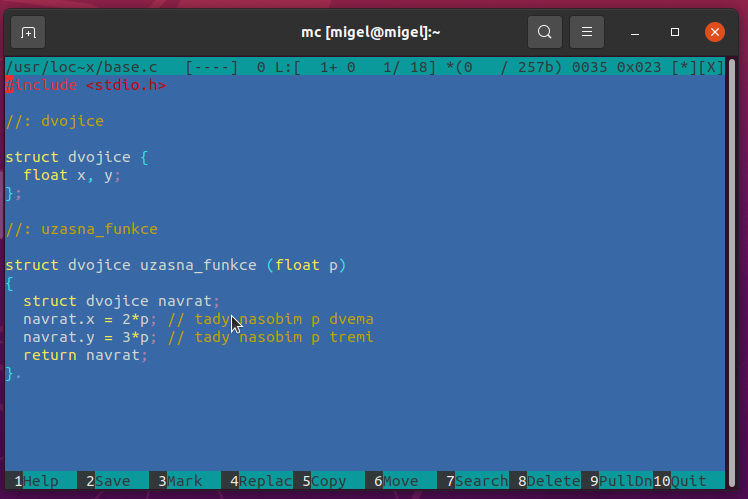 mc [migel@migel]:~
/usr/loc~x/base.c [----] 0 L:[ 1+ 0 1/ 18] *(0 / 257b) 0035 0x023 [*][X]
#include <stdio.h>
//: dvojice
struct dvojice {
float x, y;
};
//: uzasna_funkce
struct dvojice uzasna_funkce (float p)
{
struct dvojice navrat;
navrat.x = 2*p; // tady nasobim p dvema
navrat.y = 3*p; // tady nasobim p tremi
return navrat;
}.
1Help 2Save 3Mark 4Replac 5Copy 6Move 7Search 8Delete 9PullDn 10Quit